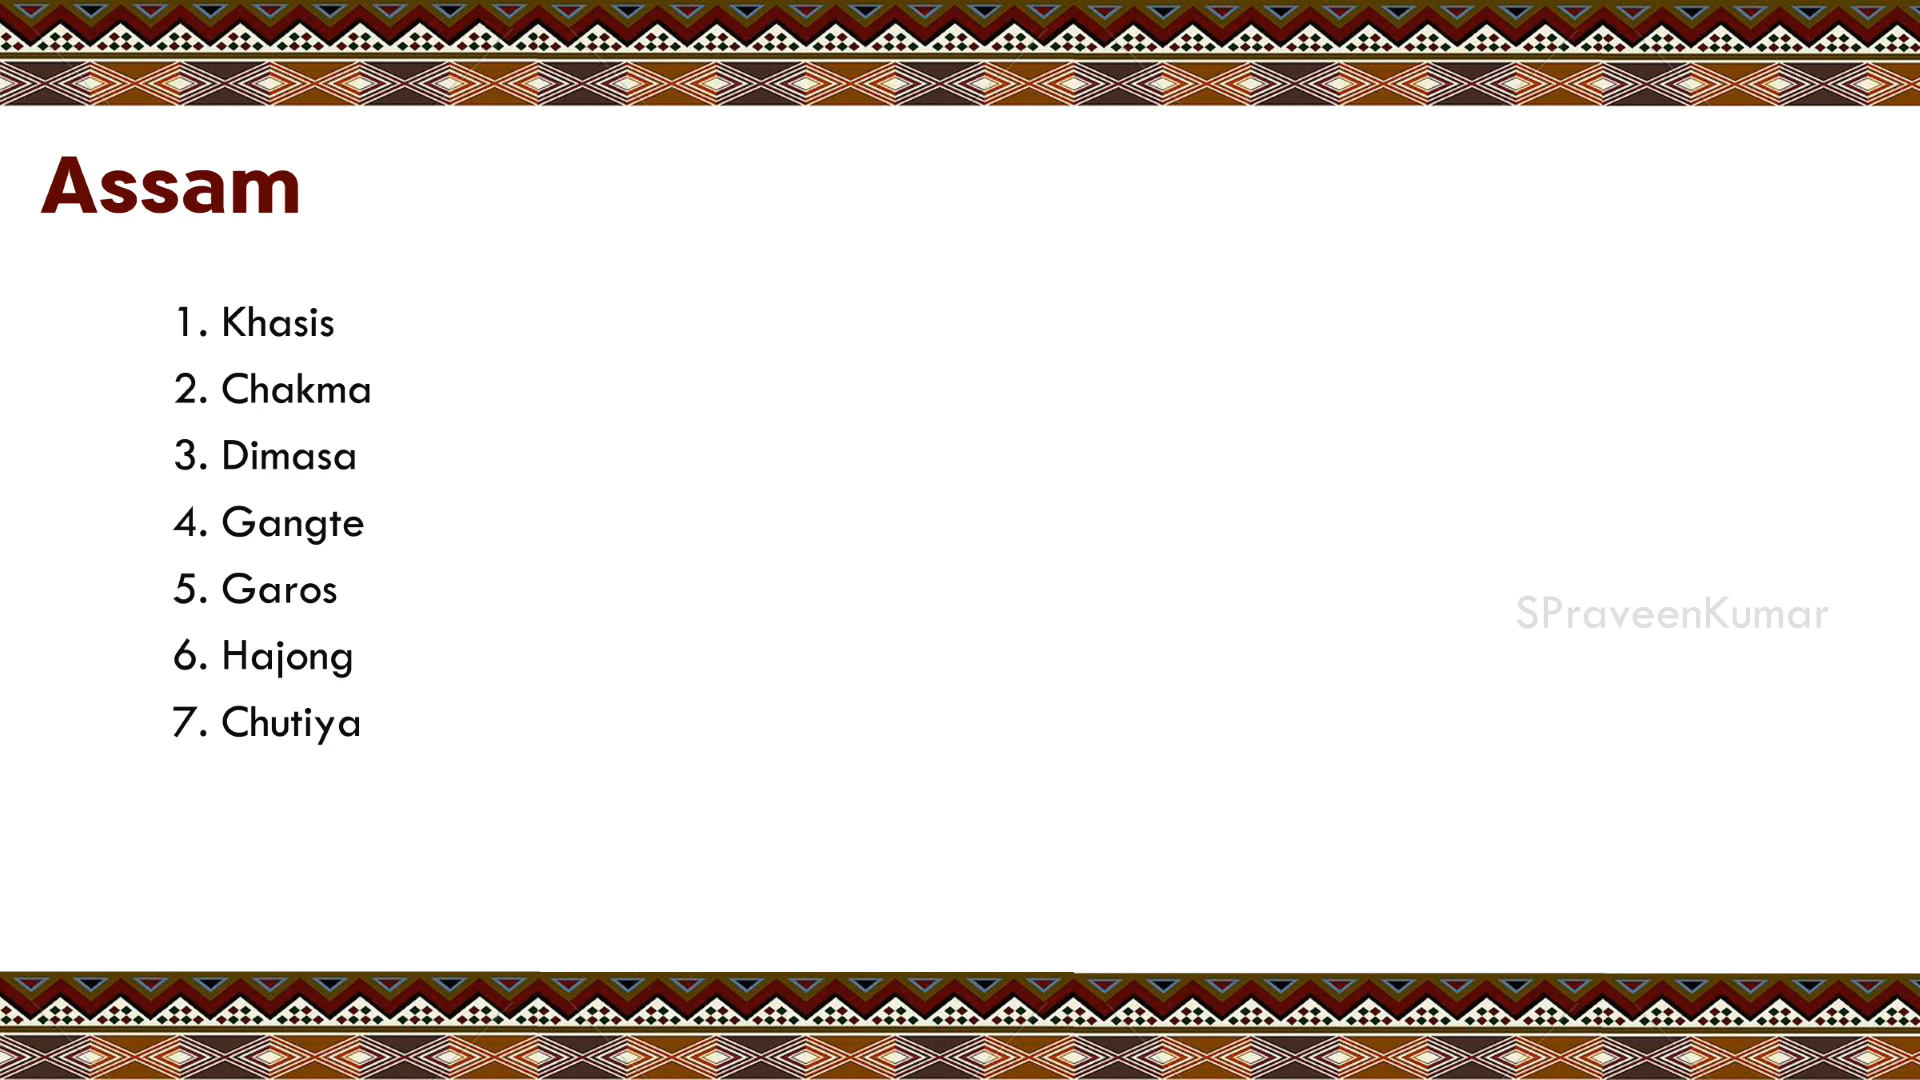 Assam
1. Khasis
2. Chakma
3. Dimasa
4. Gangte
5. Garos
SPraveenKumar
6. Hajong
7. Chutiya